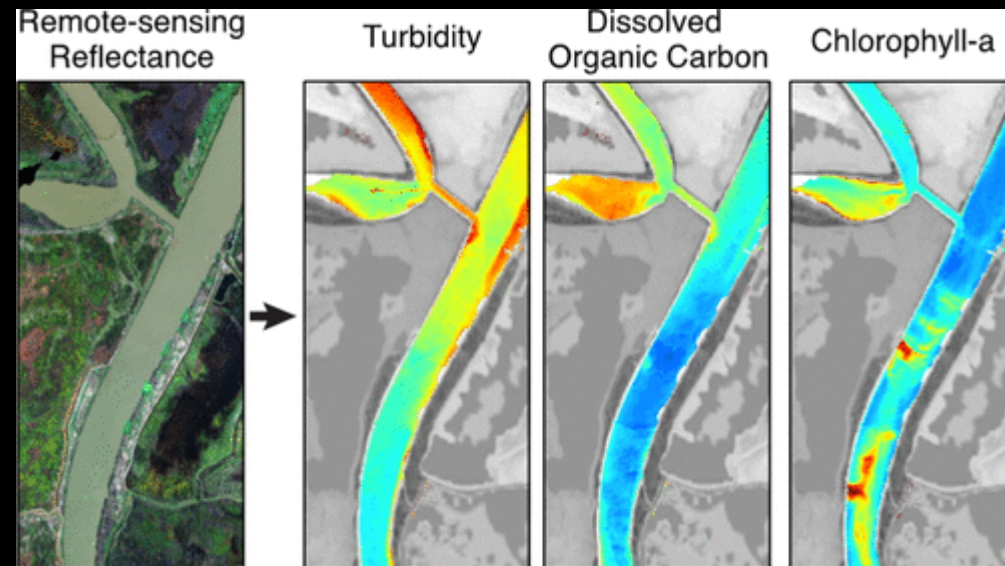 Remote-sensing
Reflectance
Turbidity
Dissolved
Organic Carbon
Chlorophyll-a